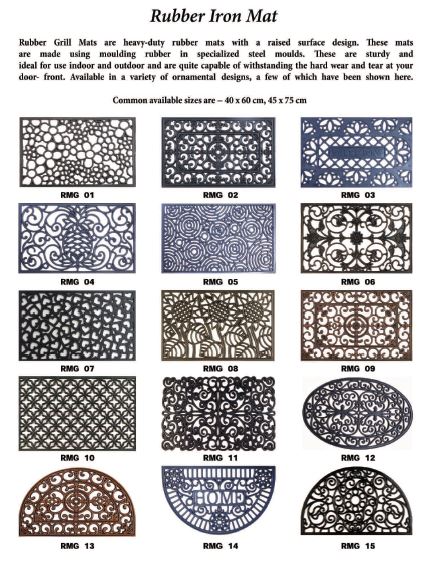 Rubber Iron Mat
Rubber Grill Mats are heavy-duty rubber mats with a raised surface design. These mats
are made using moulding rubber in specialized steel moulds. These are sturdy and
ideal for use indoor and outdoor and are quite capable of withstanding the hard wear and tear at your
door- front. Available in a variety of ornamental designs, a few of which have been shown here.
Common available sizes are – 40 x 60 cm, 45 x 75 cm
RMG 01 RMG 02 RMG 03
RMG 04 RMG 05 RMG 06
RMG 07 RMG 08 RMG 09
RMG 10 RMG 11 RMG 12
HOME
RMG 13 RMG 14 RMG 15